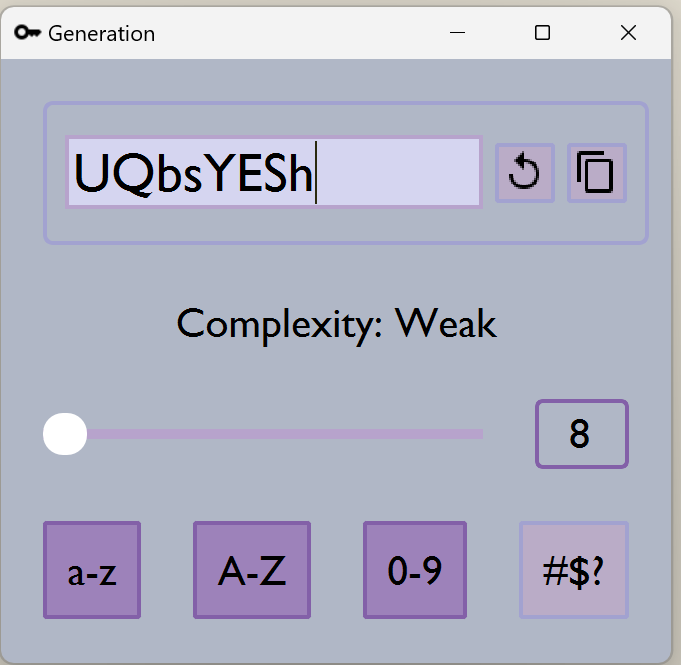 Generation
UQbsYESh
Complexity: Weak
8
a-z A-Z 0-9 #$?